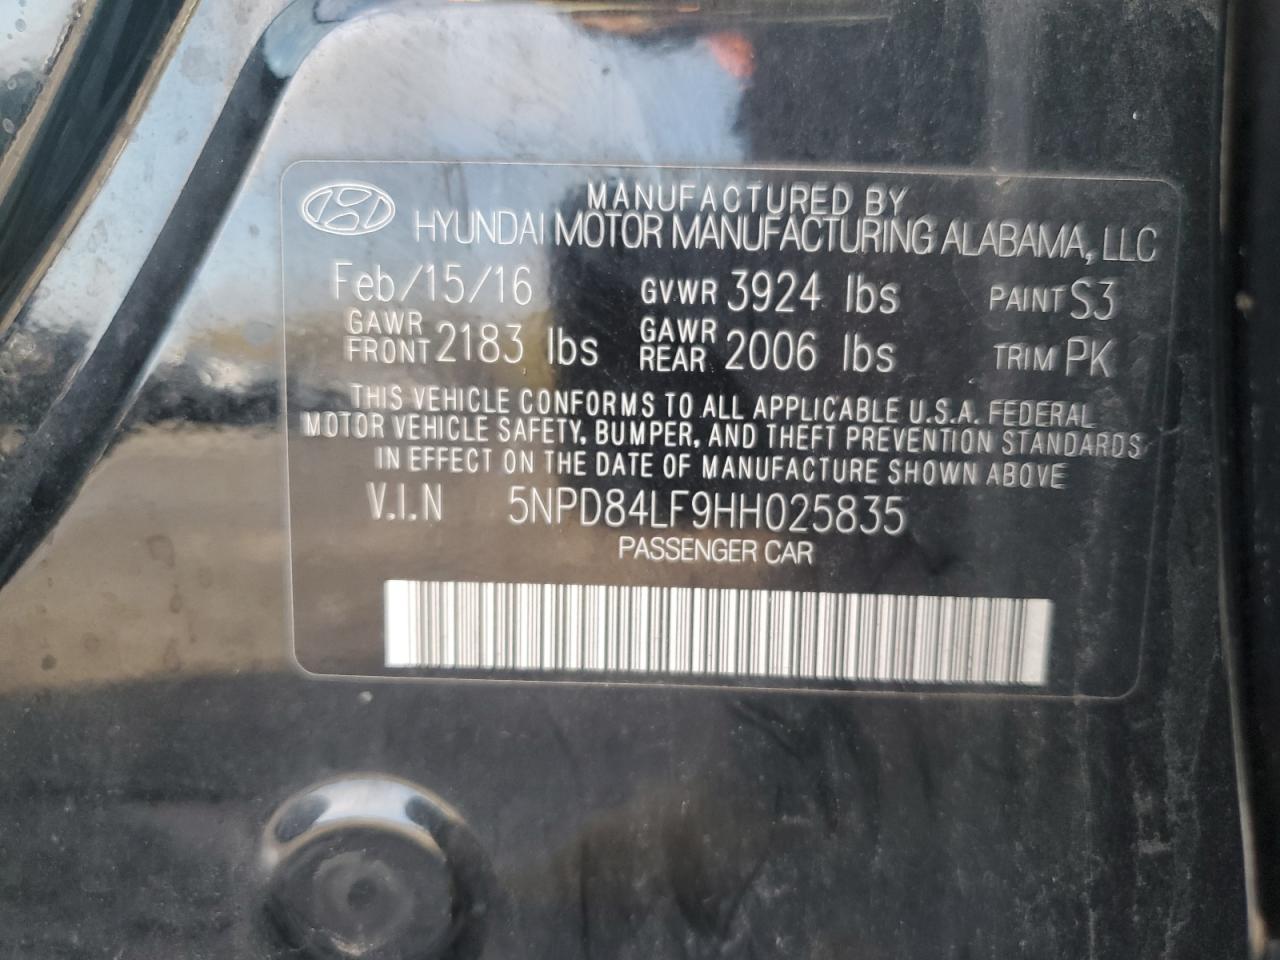 MANUFACTURED BY
HYUNDAI MOTOR MANUFACTURING ALABAMA, LLC
Feb/15/16 GVWR 3924 lbs PAINT S3
GAWR FRONT 2183 lbs GAWR REAR 2006 lbs TRIM PK
THIS VEHICLE CONFORMS TO ALL APPLICABLE U.S.A. FEDERAL
MOTOR VEHICLE SAFETY, BUMPER, AND THEFT PREVENTION STANDARDS
IN EFFECT ON THE DATE OF MANUFACTURE SHOWN ABOVE
V.I.N 5NPD84LF9HH025835
PASSENGER CAR